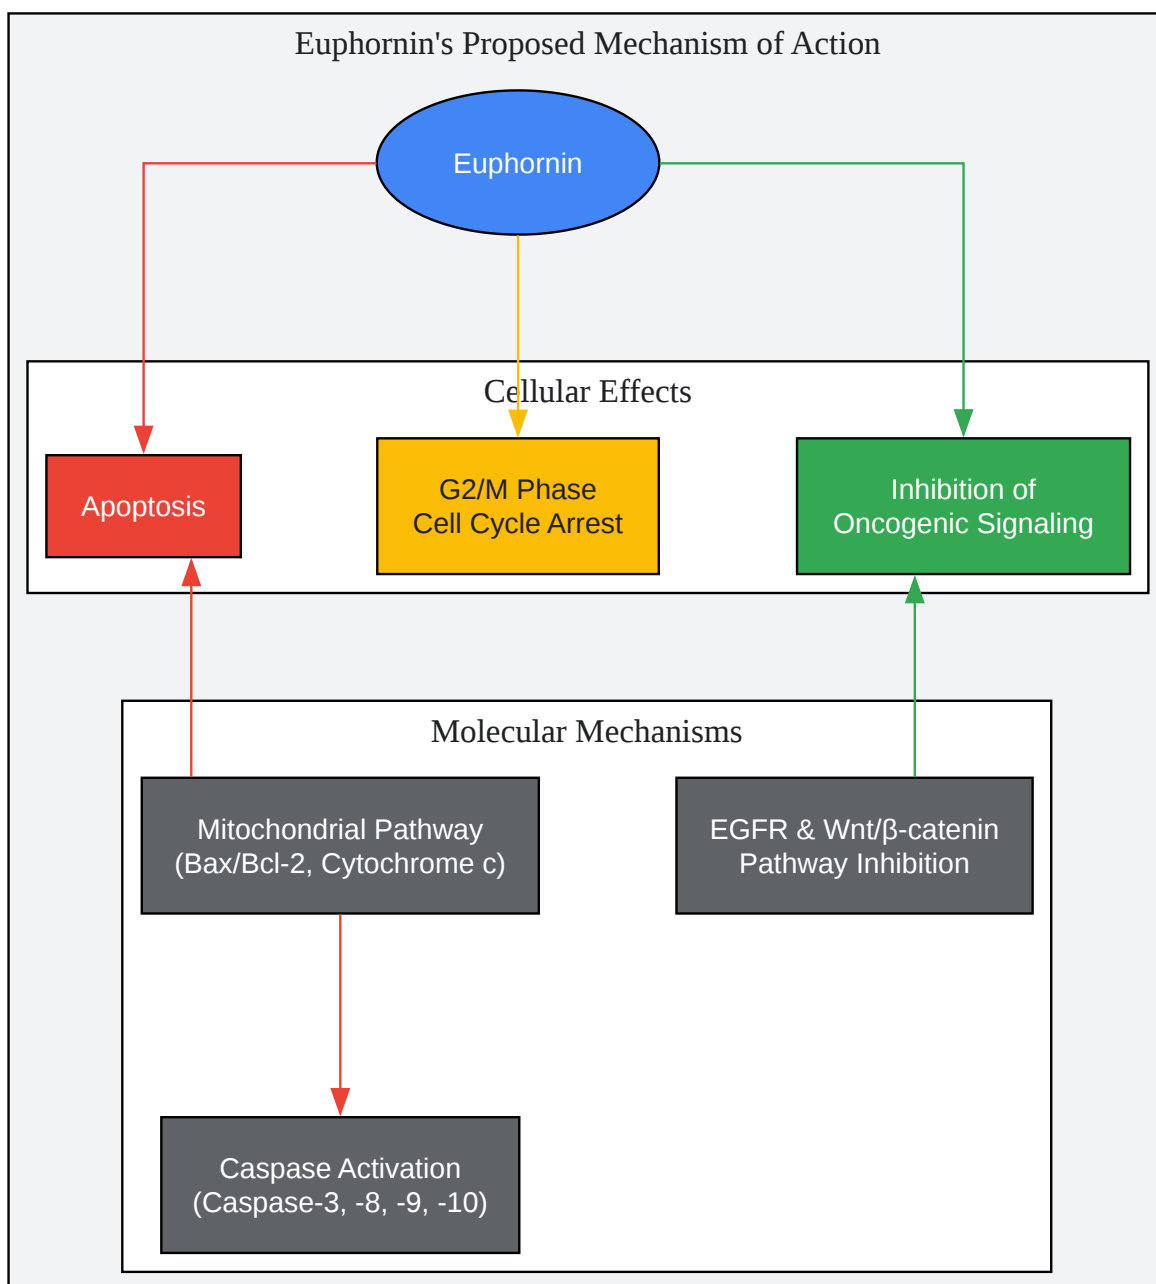 Euphornin's Proposed Mechanism of Action
Euphornin
Cellular Effects
Apoptosis
G2/M Phase
Cell Cycle Arrest
Inhibition of
Oncogenic Signaling
Molecular Mechanisms
Mitochondrial Pathway
(Bax/Bcl-2, Cytochrome c)
EGFR & Wnt/β-catenin
Pathway Inhibition
Caspase Activation
(Caspase-3, -8, -9, -10)